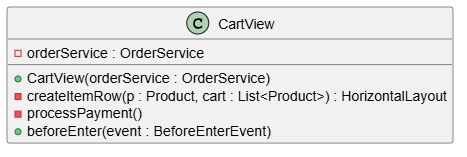 C CartView
orderService : OrderService
CartView(orderService : OrderService)
createItemRow(p : Product, cart : List<Product>) : HorizontalLayout
processPayment()
beforeEnter(event : BeforeEnterEvent)